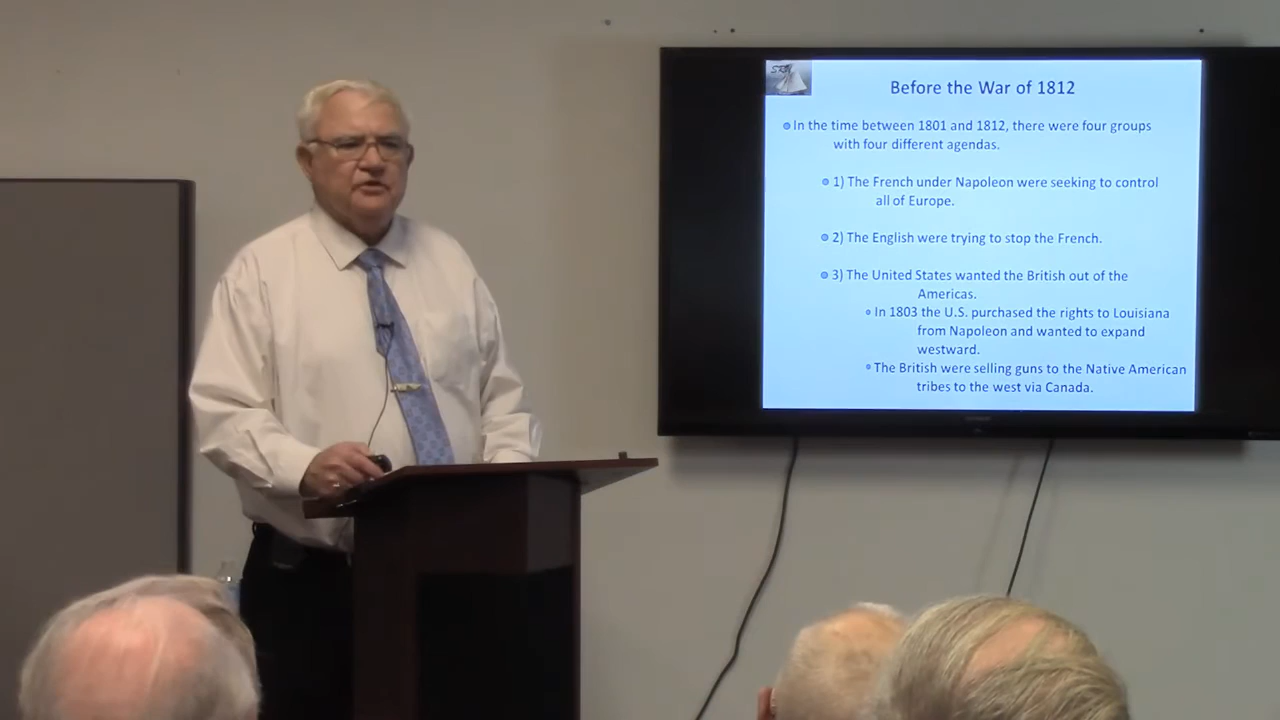 SRN
Before the War of 1812
In the time between 1801 and 1812, there were four groups
with four different agendas.
1) The French under Napoleon were seeking to control
all of Europe.
2) The English were trying to stop the French.
3) The United States wanted the British out of the
Americas.
In 1803 the U.S. purchased the rights to Louisiana
from Napoleon and wanted to expand
westward.
The British were selling guns to the Native American
tribes to the west via Canada.